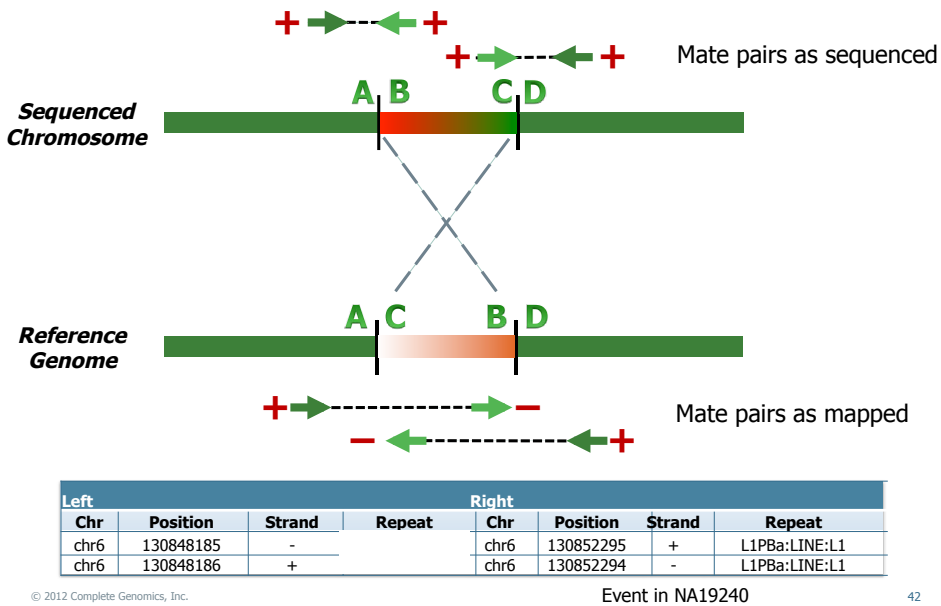 + +
+ + Mate pairs as sequenced
A B C D
Sequenced
Chromosome
A C B D
Reference
Genome
+ − Mate pairs as mapped
− +
Left Right
Chr Position Strand Repeat Chr Position Strand Repeat
chr6 130848185 - chr6 130852295 + L1PBa:LINE:L1
chr6 130848186 + chr6 130852294 - L1PBa:LINE:L1
© 2012 Complete Genomics, Inc. Event in NA19240 42